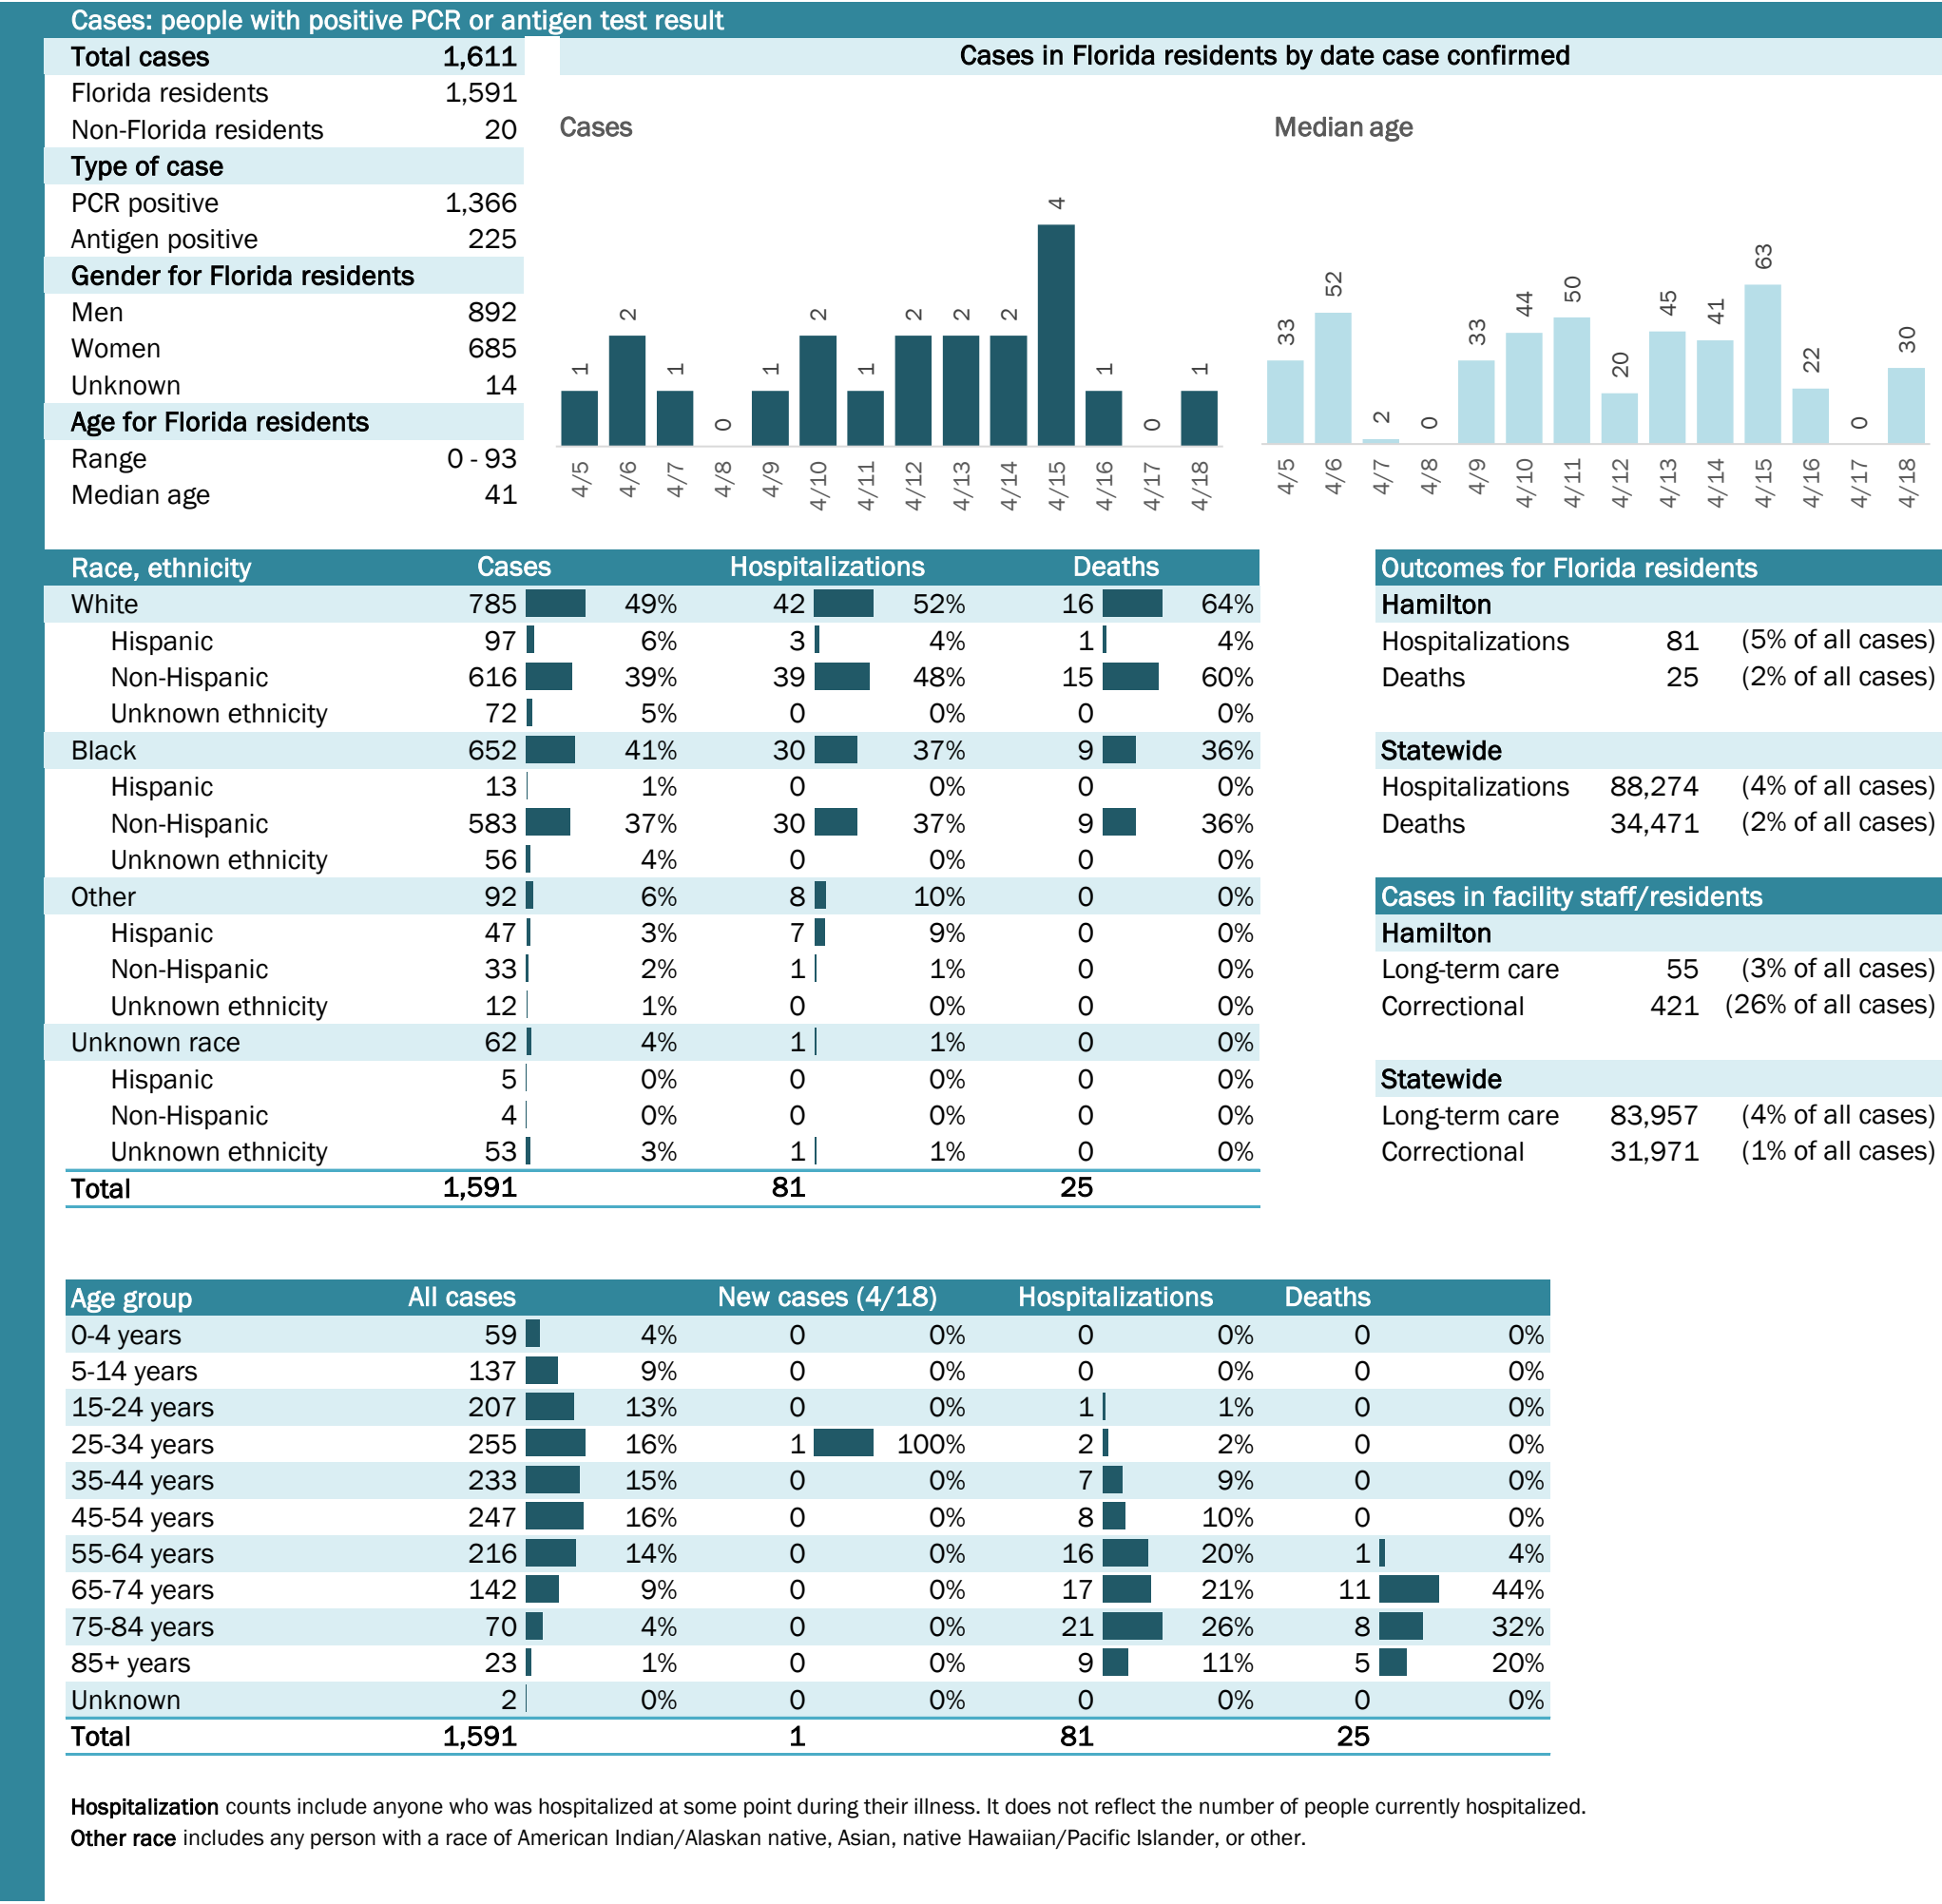 Cases: people with positive PCR or antigen test result
Total cases 1,611
Florida residents 1,591
Non-Florida residents 20
Type of case
PCR positive 1,366
Antigen positive 225
Gender for Florida residents
Men 892
Women 685
Unknown 14
Age for Florida residents
Range 0 - 93
Median age 41
Cases in Florida residents by date case confirmed
Cases
1 2 1 0 1 2 1 2 2 2 4 1 0 1
4/5 4/6 4/7 4/8 4/9 4/10 4/11 4/12 4/13 4/14 4/15 4/16 4/17 4/18
Median age
33 52 2 0 33 44 50 20 45 41 63 22 0 30
4/5 4/6 4/7 4/8 4/9 4/10 4/11 4/12 4/13 4/14 4/15 4/16 4/17 4/18
Race, ethnicity Cases Hospitalizations Deaths
White 785 49% 42 52% 16 64%
Hispanic 97 6% 3 4% 1 4%
Non-Hispanic 616 39% 39 48% 15 60%
Unknown ethnicity 72 5% 0 0% 0 0%
Black 652 41% 30 37% 9 36%
Hispanic 13 1% 0 0% 0 0%
Non-Hispanic 583 37% 30 37% 9 36%
Unknown ethnicity 56 4% 0 0% 0 0%
Other 92 6% 8 10% 0 0%
Hispanic 47 3% 7 9% 0 0%
Non-Hispanic 33 2% 1 1% 0 0%
Unknown ethnicity 12 1% 0 0% 0 0%
Unknown race 62 4% 1 1% 0 0%
Hispanic 5 0% 0 0% 0 0%
Non-Hispanic 4 0% 0 0% 0 0%
Unknown ethnicity 53 3% 1 1% 0 0%
Total 1,591 81 25
Outcomes for Florida residents
Hamilton
Hospitalizations 81 (5% of all cases)
Deaths 25 (2% of all cases)
Statewide
Hospitalizations 88,274 (4% of all cases)
Deaths 34,471 (2% of all cases)
Cases in facility staff/residents
Hamilton
Long-term care 55 (3% of all cases)
Correctional 421 (26% of all cases)
Statewide
Long-term care 83,957 (4% of all cases)
Correctional 31,971 (1% of all cases)
Age group All cases New cases (4/18) Hospitalizations Deaths
0-4 years 59 4% 0 0% 0 0% 0 0%
5-14 years 137 9% 0 0% 0 0% 0 0%
15-24 years 207 13% 0 0% 1 1% 0 0%
25-34 years 255 16% 1 100% 2 2% 0 0%
35-44 years 233 15% 0 0% 7 9% 0 0%
45-54 years 247 16% 0 0% 8 10% 0 0%
55-64 years 216 14% 0 0% 16 20% 1 4%
65-74 years 142 9% 0 0% 17 21% 11 44%
75-84 years 70 4% 0 0% 21 26% 8 32%
85+ years 23 1% 0 0% 9 11% 5 20%
Unknown 2 0% 0 0% 0 0% 0 0%
Total 1,591 1 81 25
Hospitalization counts include anyone who was hospitalized at some point during their illness. It does not reflect the number of people currently hospitalized.
Other race includes any person with a race of American Indian/Alaskan native, Asian, native Hawaiian/Pacific Islander, or other.